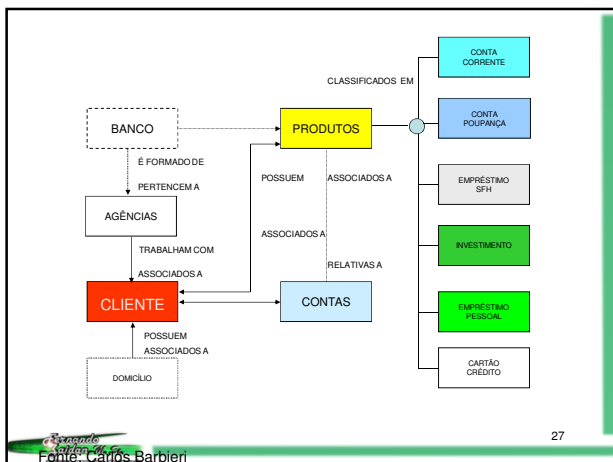 CONTA
CORRENTE
CLASSIFICADOS EM
BANCO
PRODUTOS
CONTA
POUPANÇA
É FORMADO DE
PERTENCEM A
POSSUEM
ASSOCIADOS A
EMPRÉSTIMO
SFH
AGÊNCIAS
TRABALHAM COM
ASSOCIADOS A
ASSOCIADOS A
RELATIVAS A
INVESTIMENTO
CLIENTE
CONTAS
EMPRÉSTIMO
PESSOAL
POSSUEM
ASSOCIADOS A
DOMICÍLIO
CARTÃO
CRÉDITO
27
Fonte: Carlos Barbieri